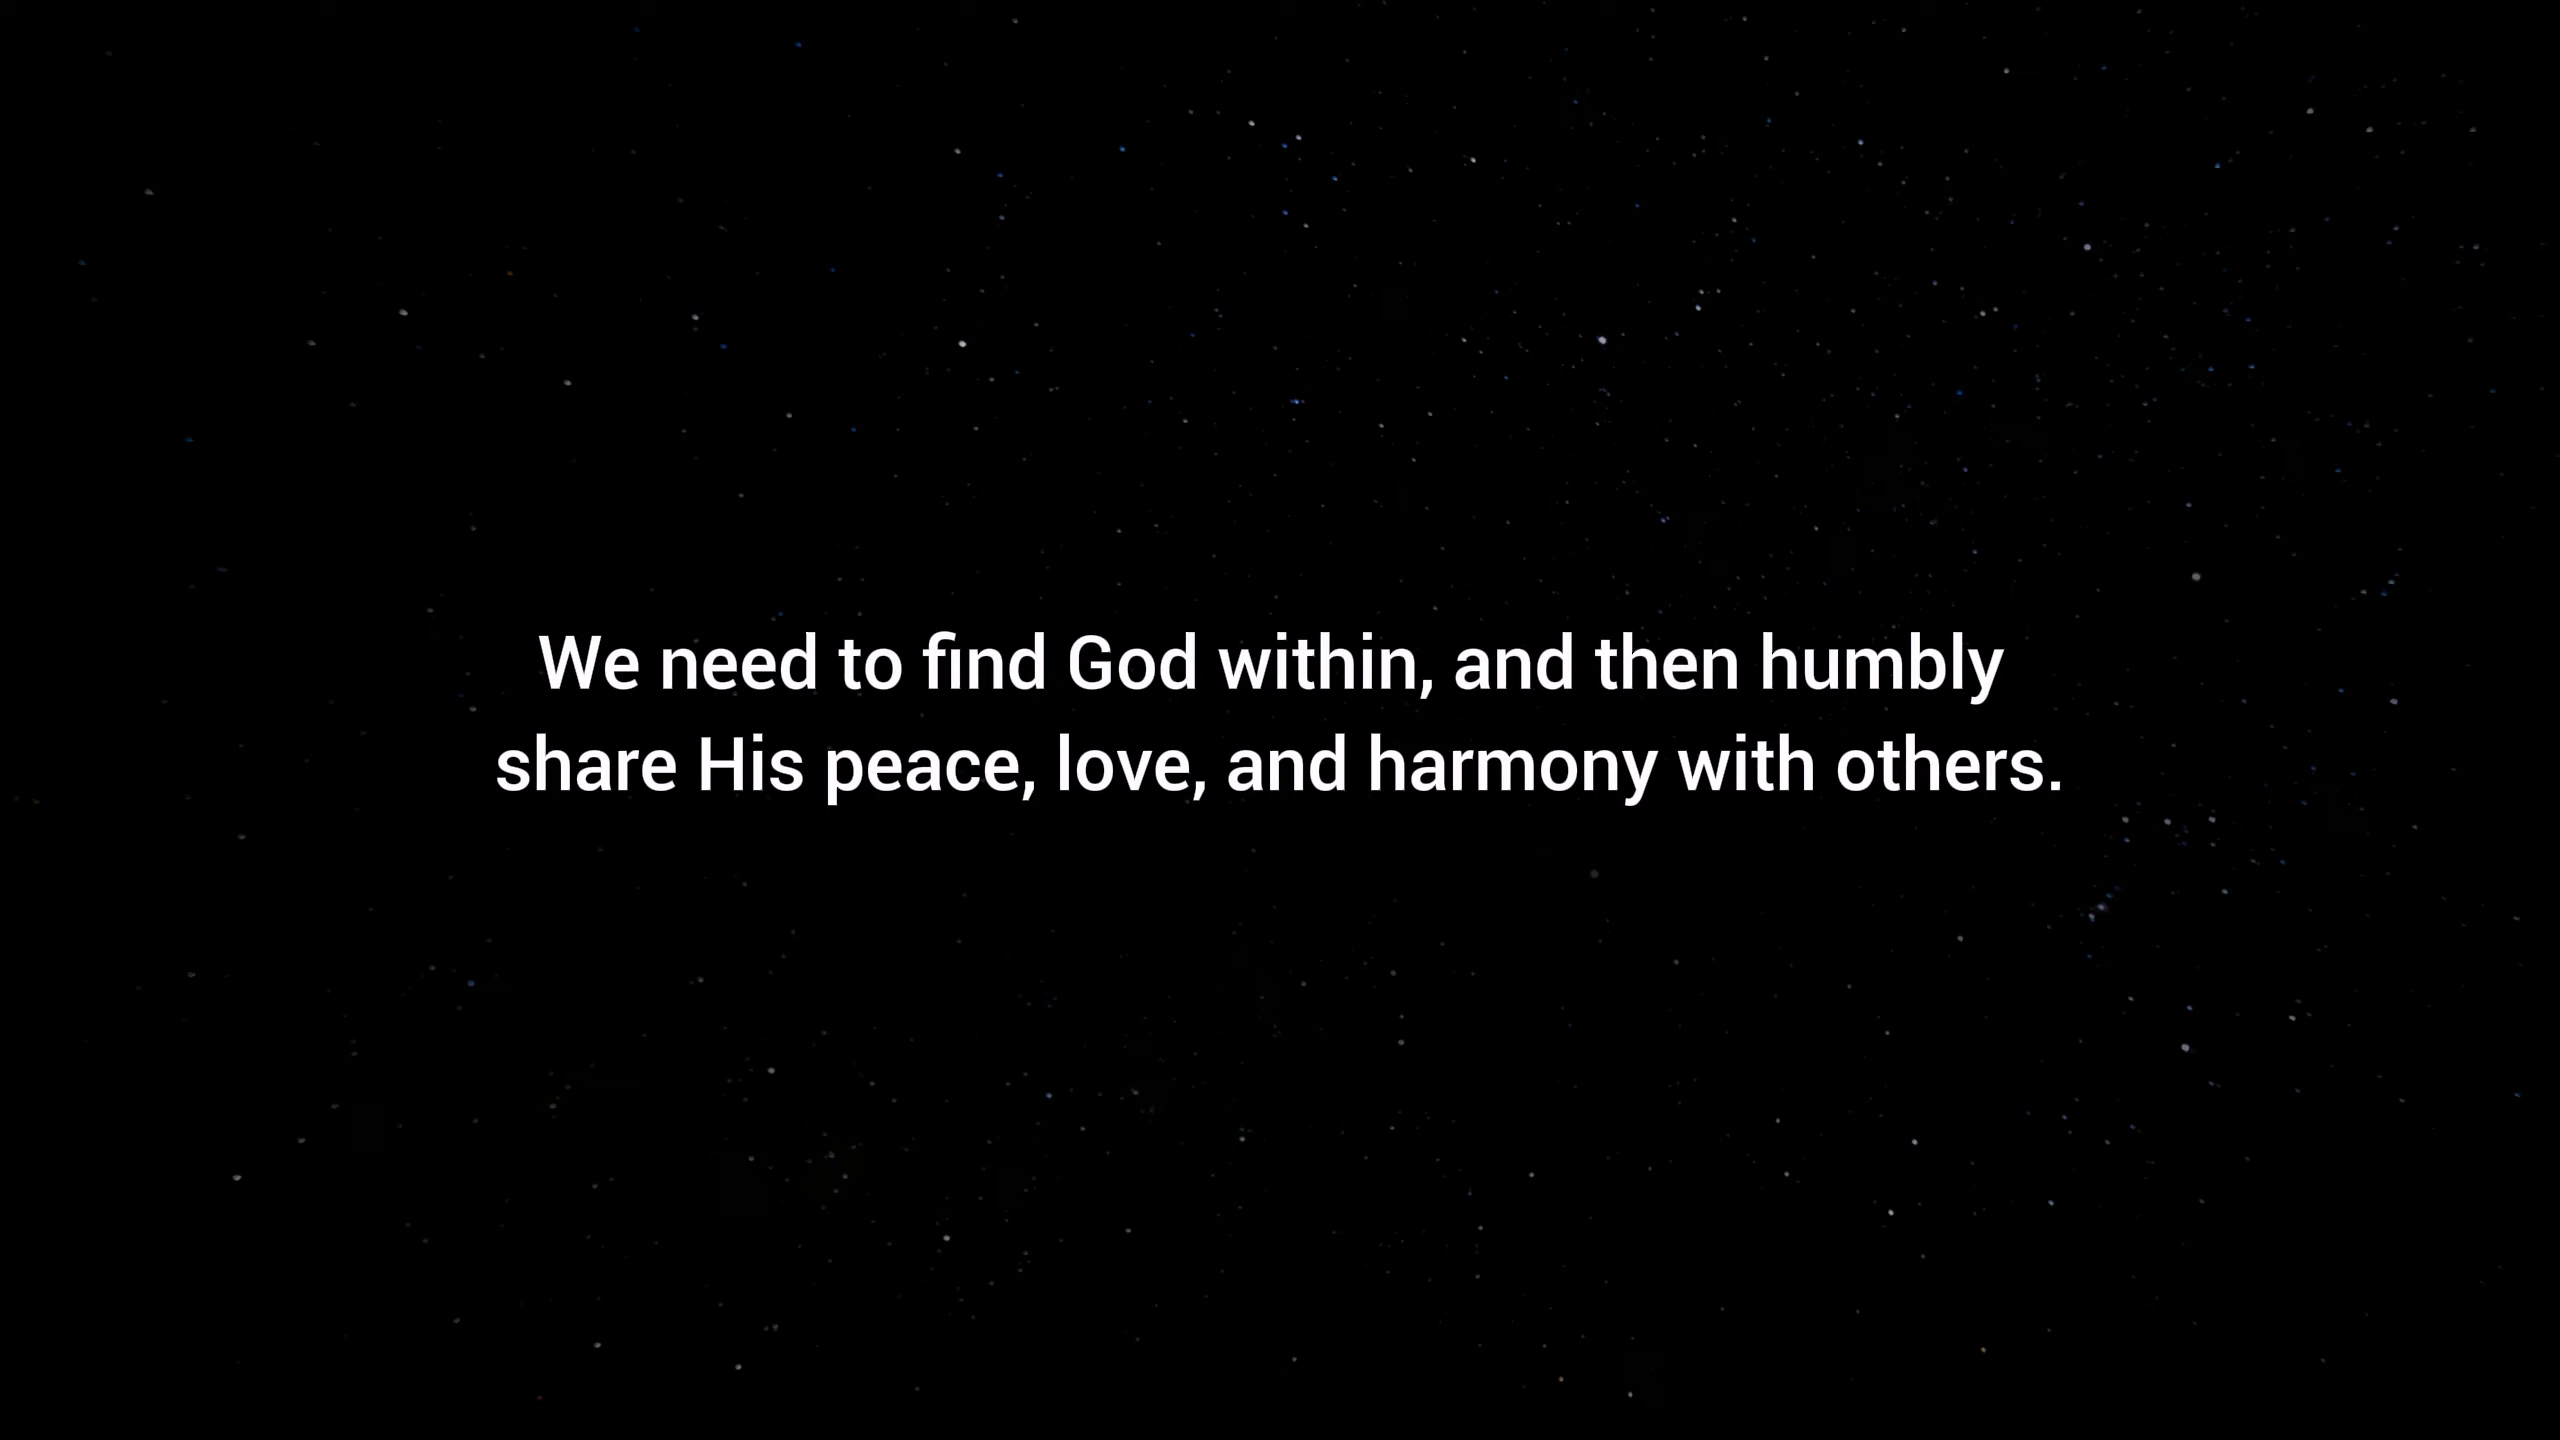 We need to find God within, and then humbly
share His peace, love, and harmony with others.